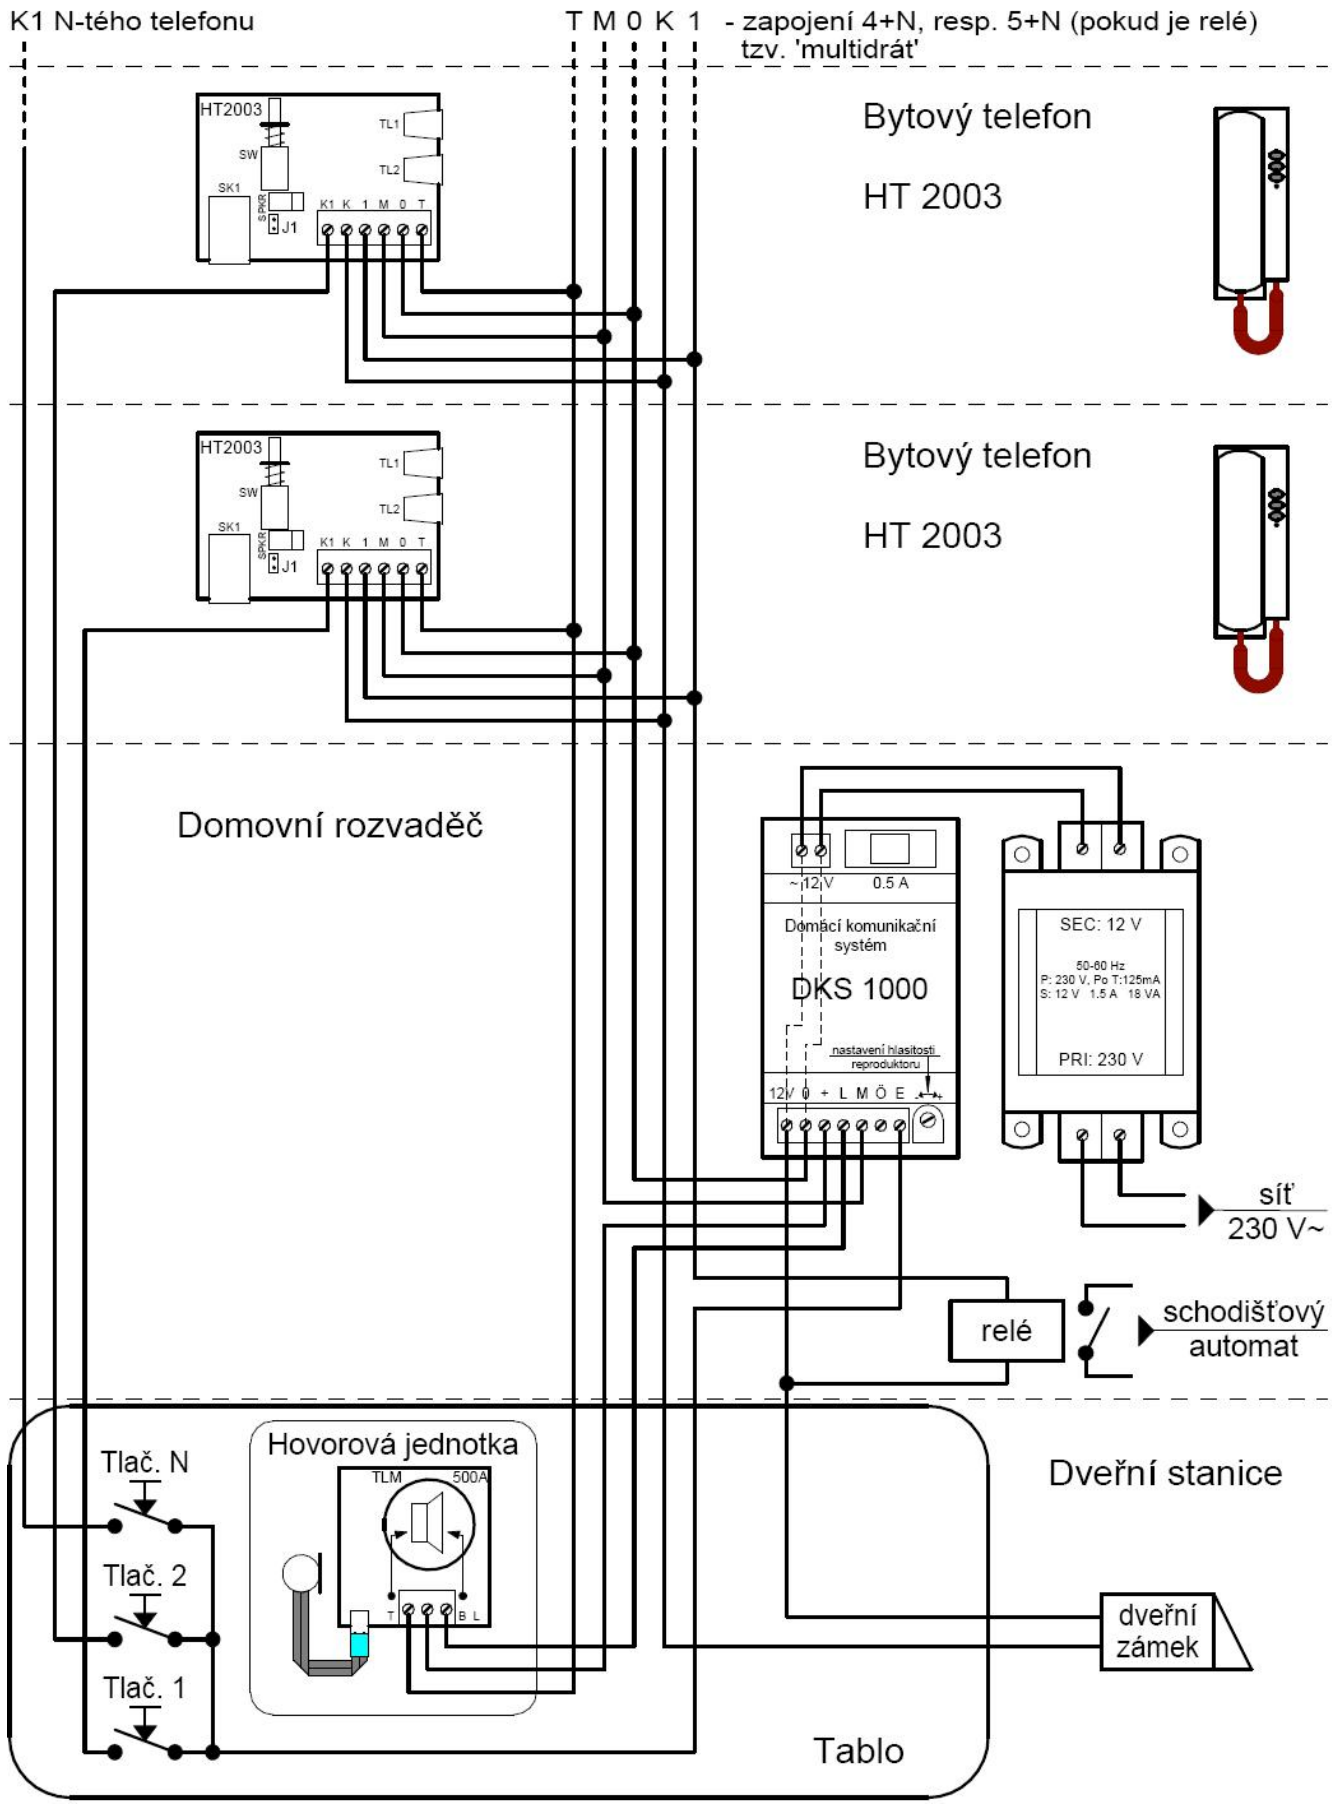 K1 N-tého telefonu
T M 0 K 1 - zapojení 4+N, resp. 5+N (pokud je relé)
tzv. 'multidrát'
HT2003
TL1
SW
TL2
SK1
SPKR
J1
K1 K 1 M 0 T
Bytový telefon
HT 2003
HT2003
TL1
SW
TL2
SK1
SPKR
J1
K1 K 1 M 0 T
Bytový telefon
HT 2003
Domovní rozvaděč
~ 12 V 0.5 A
Domácí komunikační
systém
DKS 1000
nastavení hlasitosti
reproduktoru
12V 0 + L M Ö E - +
SEC: 12 V
50-60 Hz
P: 230 V, Po T:125mA
S: 12 V 1.5 A 18 VA
PRI: 230 V
síť
230 V~
relé
schodišťový
automat
Hovorová jednotka
TLM 500A
T B L
Tlač. N
Tlač. 2
Tlač. 1
Dveřní stanice
dveřní
zámek
Tablo